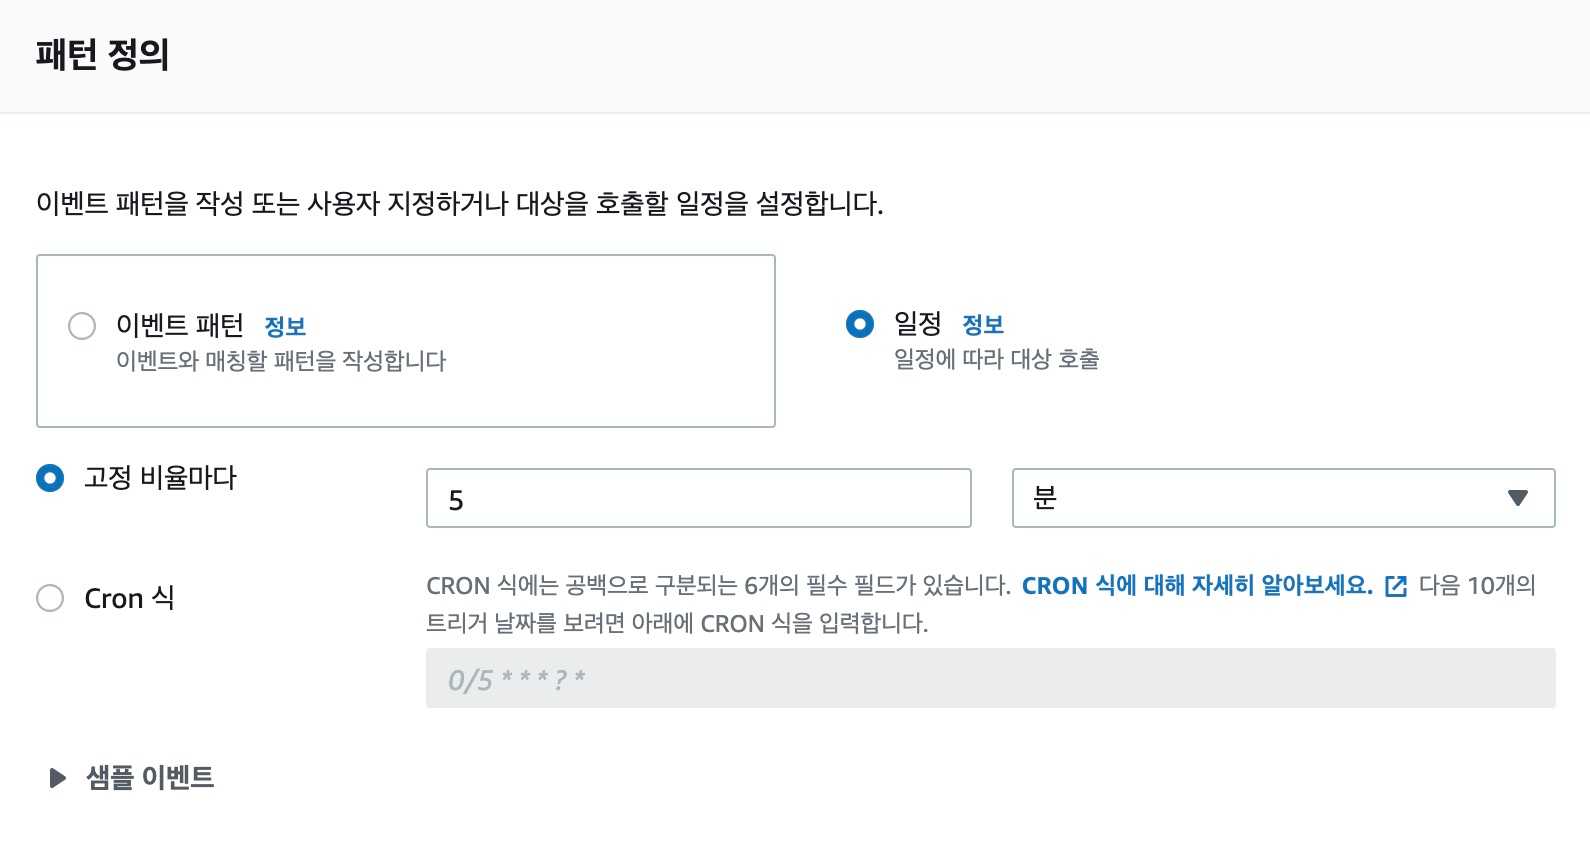 패턴 정의
이벤트 패턴을 작성 또는 사용자 지정하거나 대상을 호출할 일정을 설정합니다.
이벤트 패턴 정보
이벤트와 매칭할 패턴을 작성합니다
일정 정보
일정에 따라 대상 호출
고정 비율마다
5
분
Cron 식
CRON 식에는 공백으로 구분되는 6개의 필수 필드가 있습니다. CRON 식에 대해 자세히 알아보세요. 다음 10개의
트리거 날짜를 보려면 아래에 CRON 식을 입력합니다.
0/5 * * * ? *
샘플 이벤트